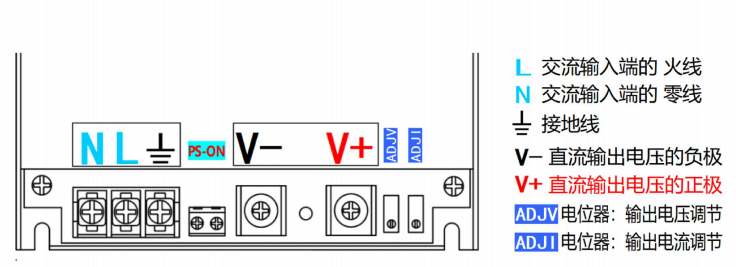 N L
PS-ON
V- V+
ADJV
ADJI
L 交流输入端的 火线
N 交流输入端的 零线
接地线
V- 直流输出电压的负极
V+ 直流输出电压的正极
ADJV 电位器：输出电压调节
ADJI 电位器：输出电流调节